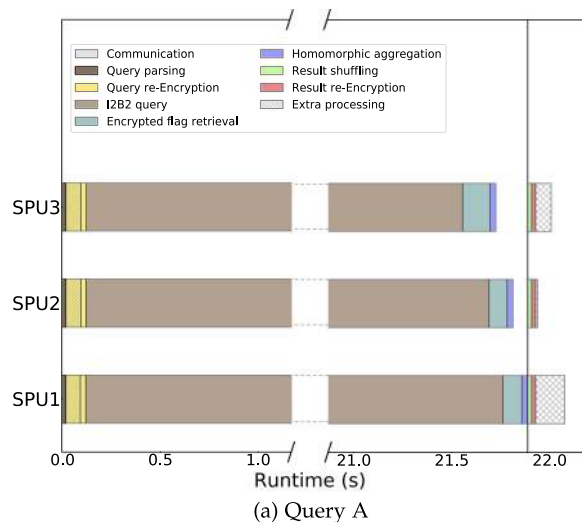 Communication
Query parsing
Query re-Encryption
I2B2 query
Encrypted flag retrieval
Homomorphic aggregation
Result shuffling
Result re-Encryption
Extra processing
SPU3
SPU2
SPU1
0.0 0.5 1.0 21.0 21.5 22.0
Runtime (s)
(a) Query A